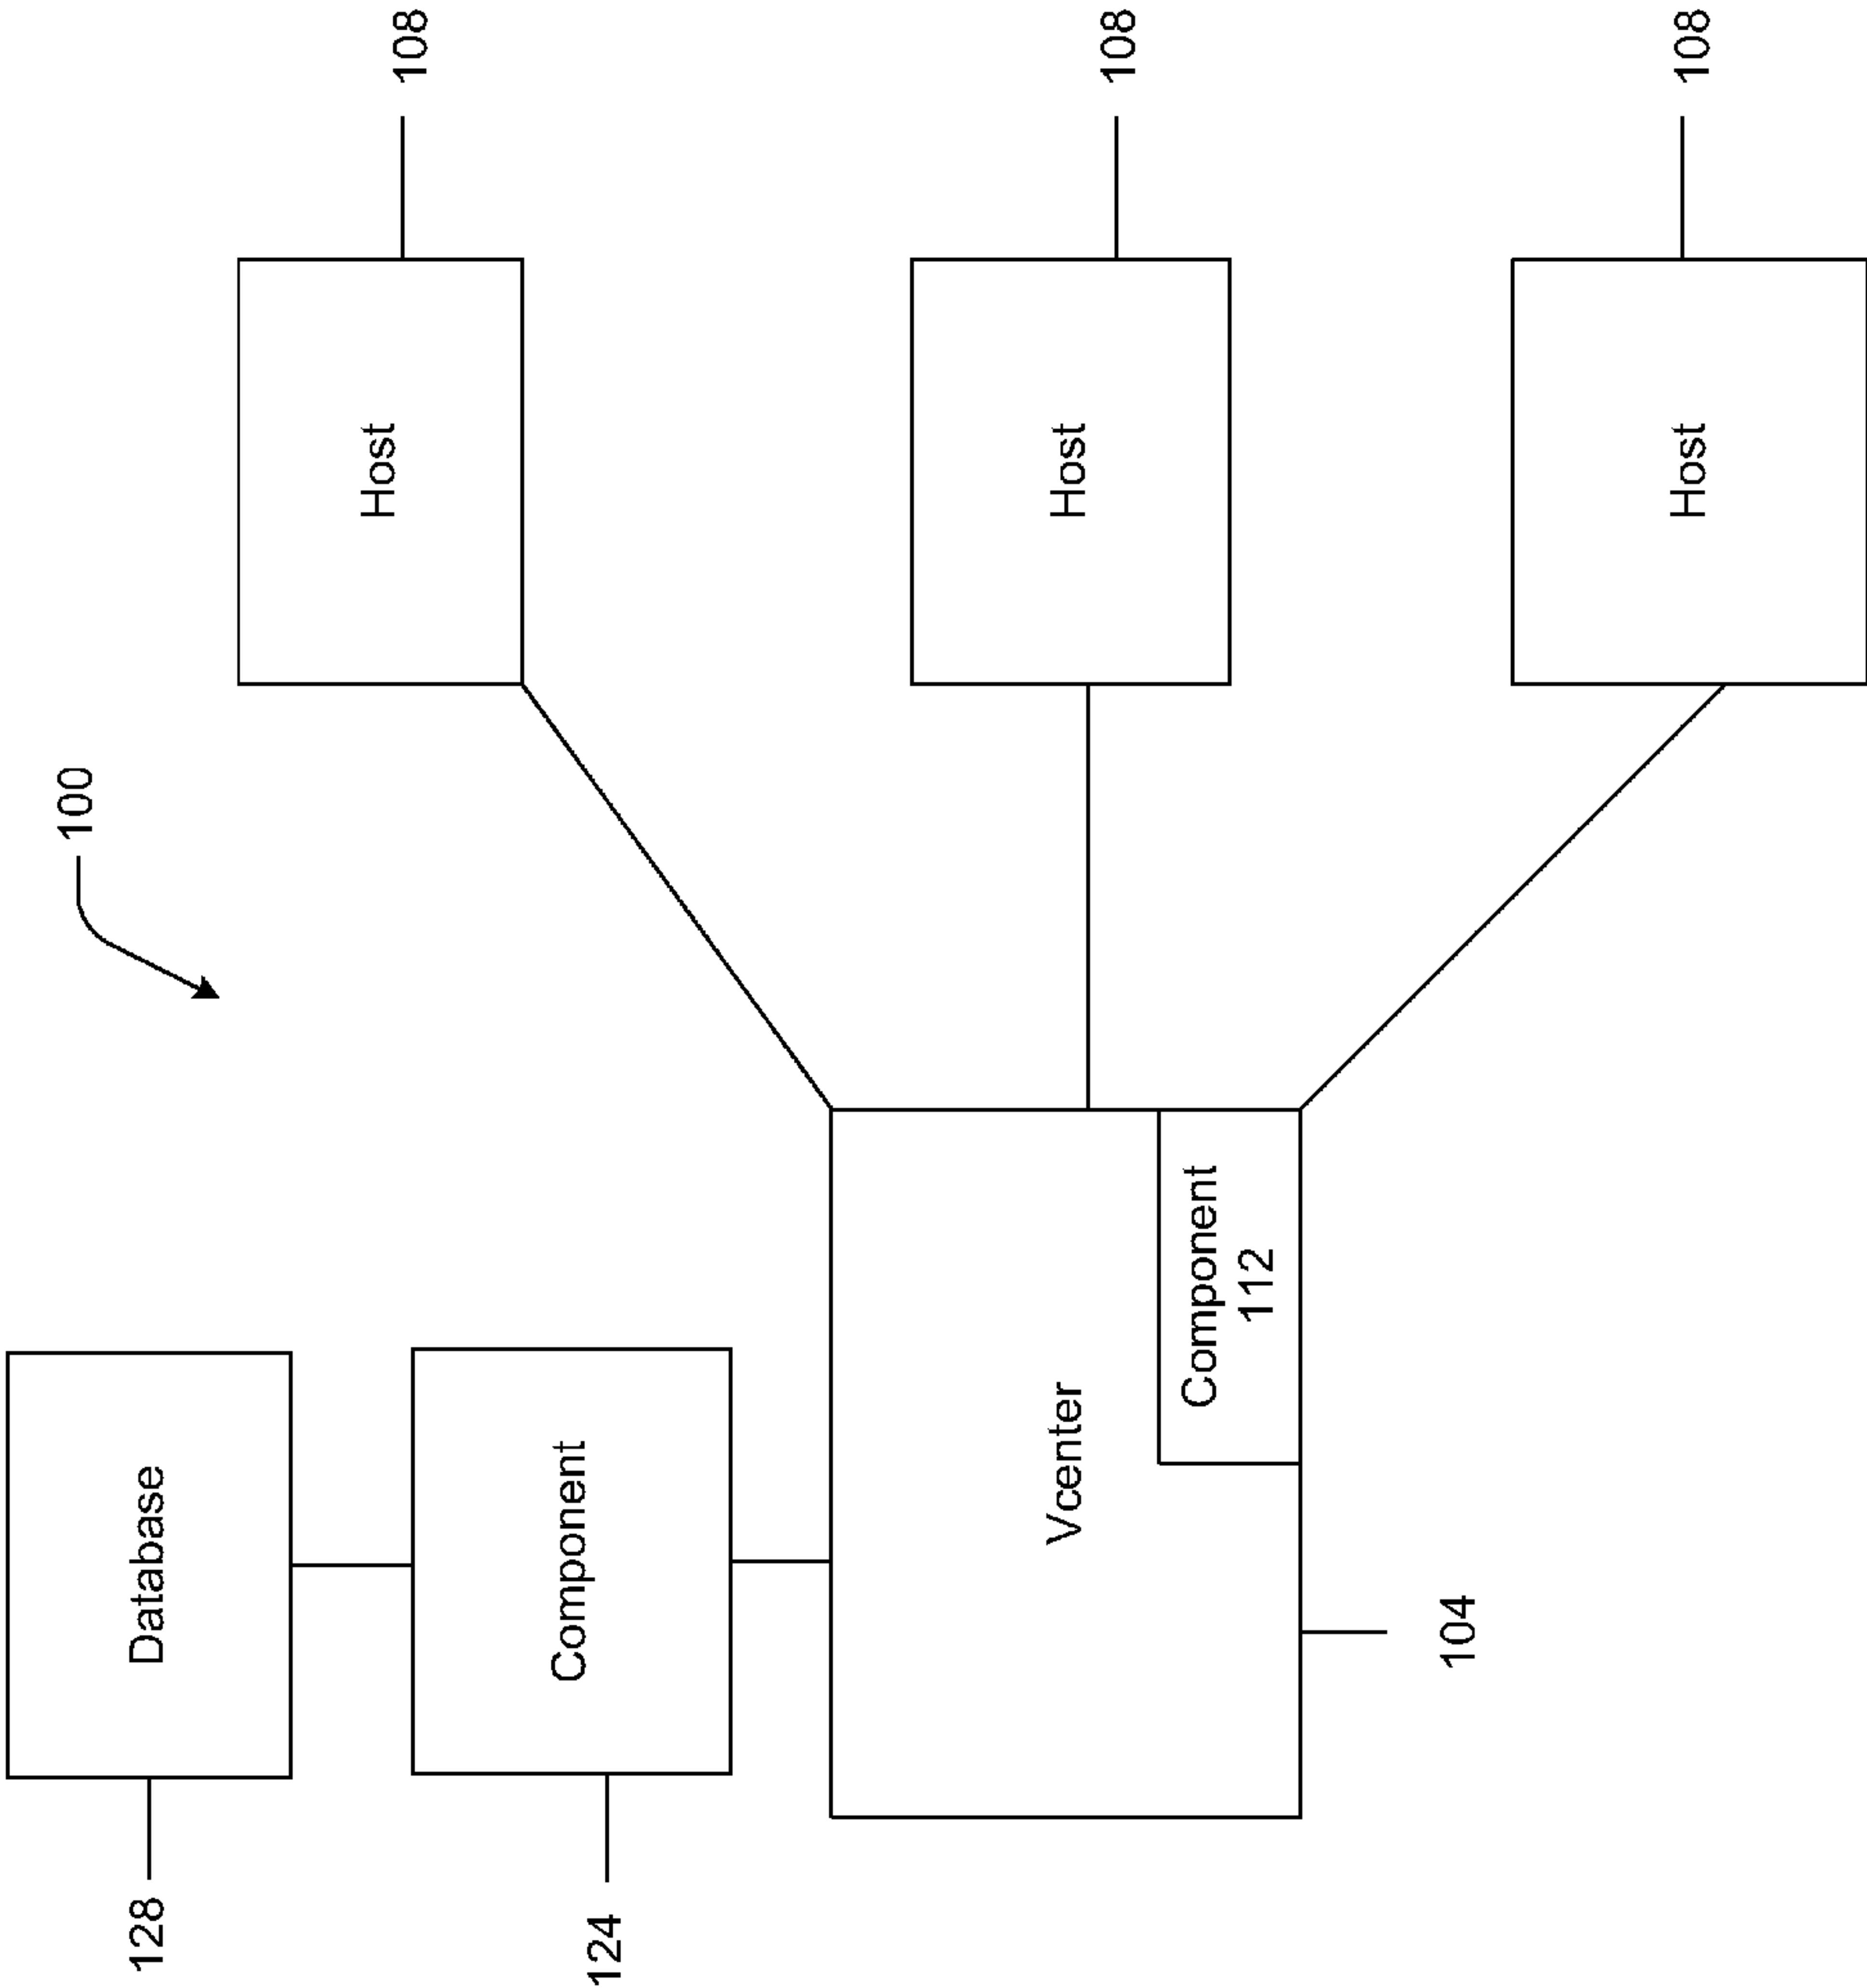 100
Database
128
Component
124
Vcenter
Component
112
104
Host
108
Host
108
Host
108